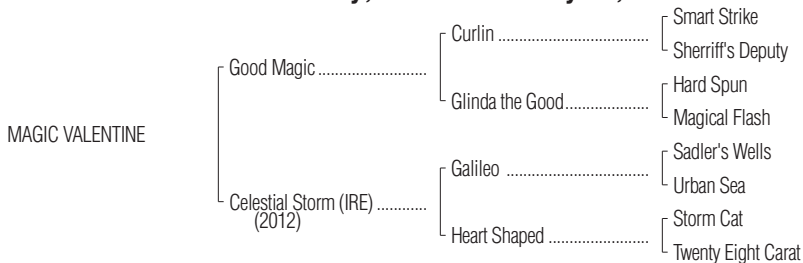 Smart Strike
Curlin
Sherriff's Deputy
Good Magic
Hard Spun
Glinda the Good
Magical Flash
MAGIC VALENTINE
Sadler's Wells
Galileo
Urban Sea
Celestial Storm (IRE)
(2012)
Storm Cat
Heart Shaped
Twenty Eight Carat